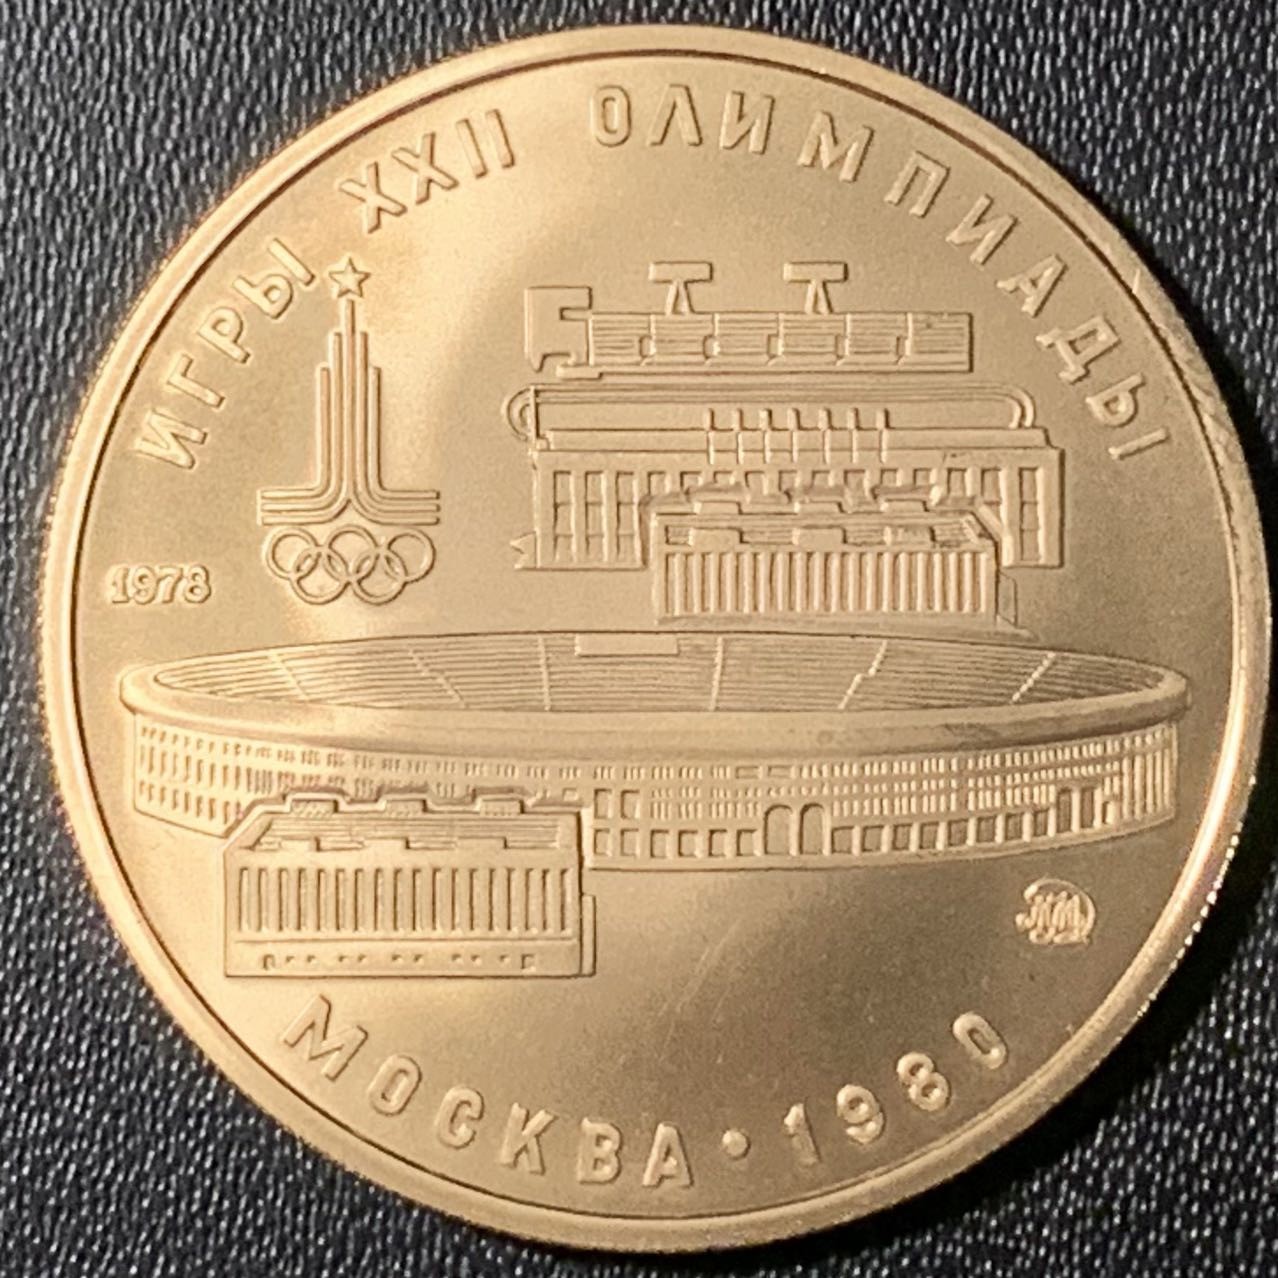 ИГРЫ XXII ОЛИМПИАДЫ
1978
ММД
МОСКВА · 1980